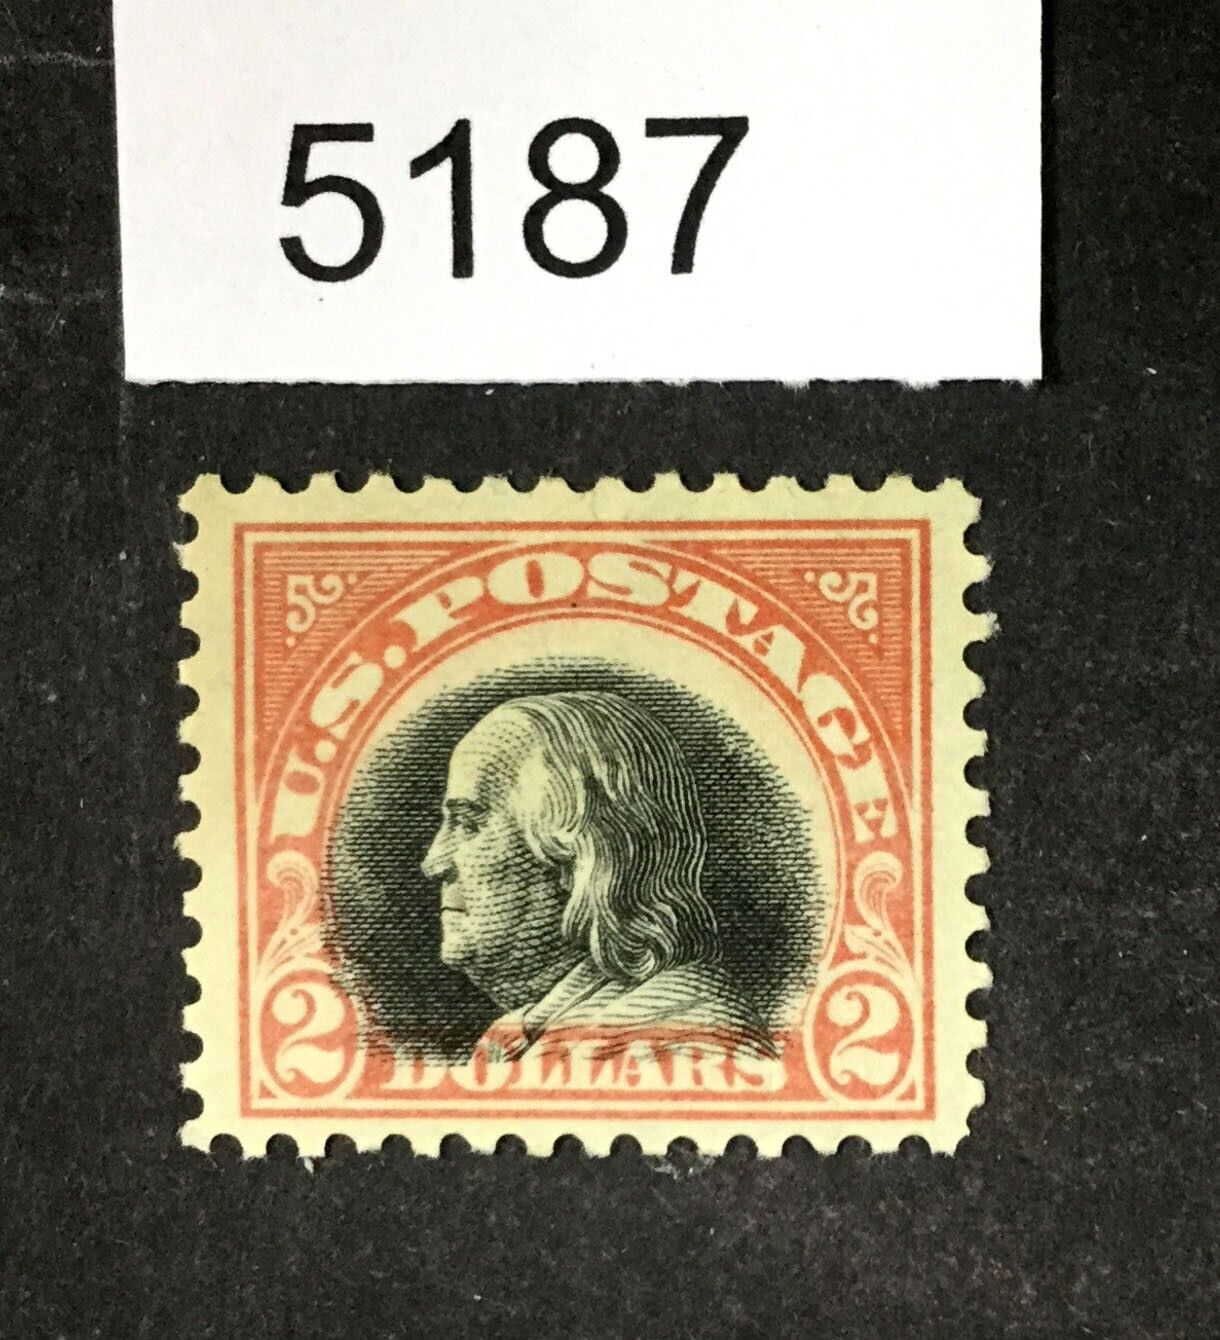 5187
U.S. POSTAGE
2 DOLLARS 2